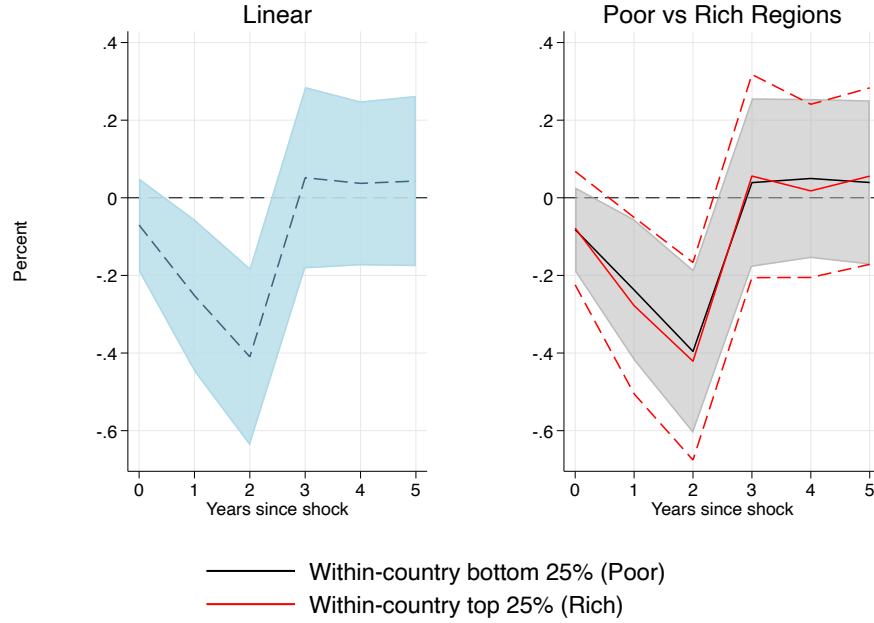 Linear
Poor vs Rich Regions
Percent
.4
.2
0
-.2
-.4
-.6
0 1 2 3 4 5
Years since shock
.4
.2
0
-.2
-.4
-.6
0 1 2 3 4 5
Years since shock
Within-country bottom 25% (Poor)
Within-country top 25% (Rich)